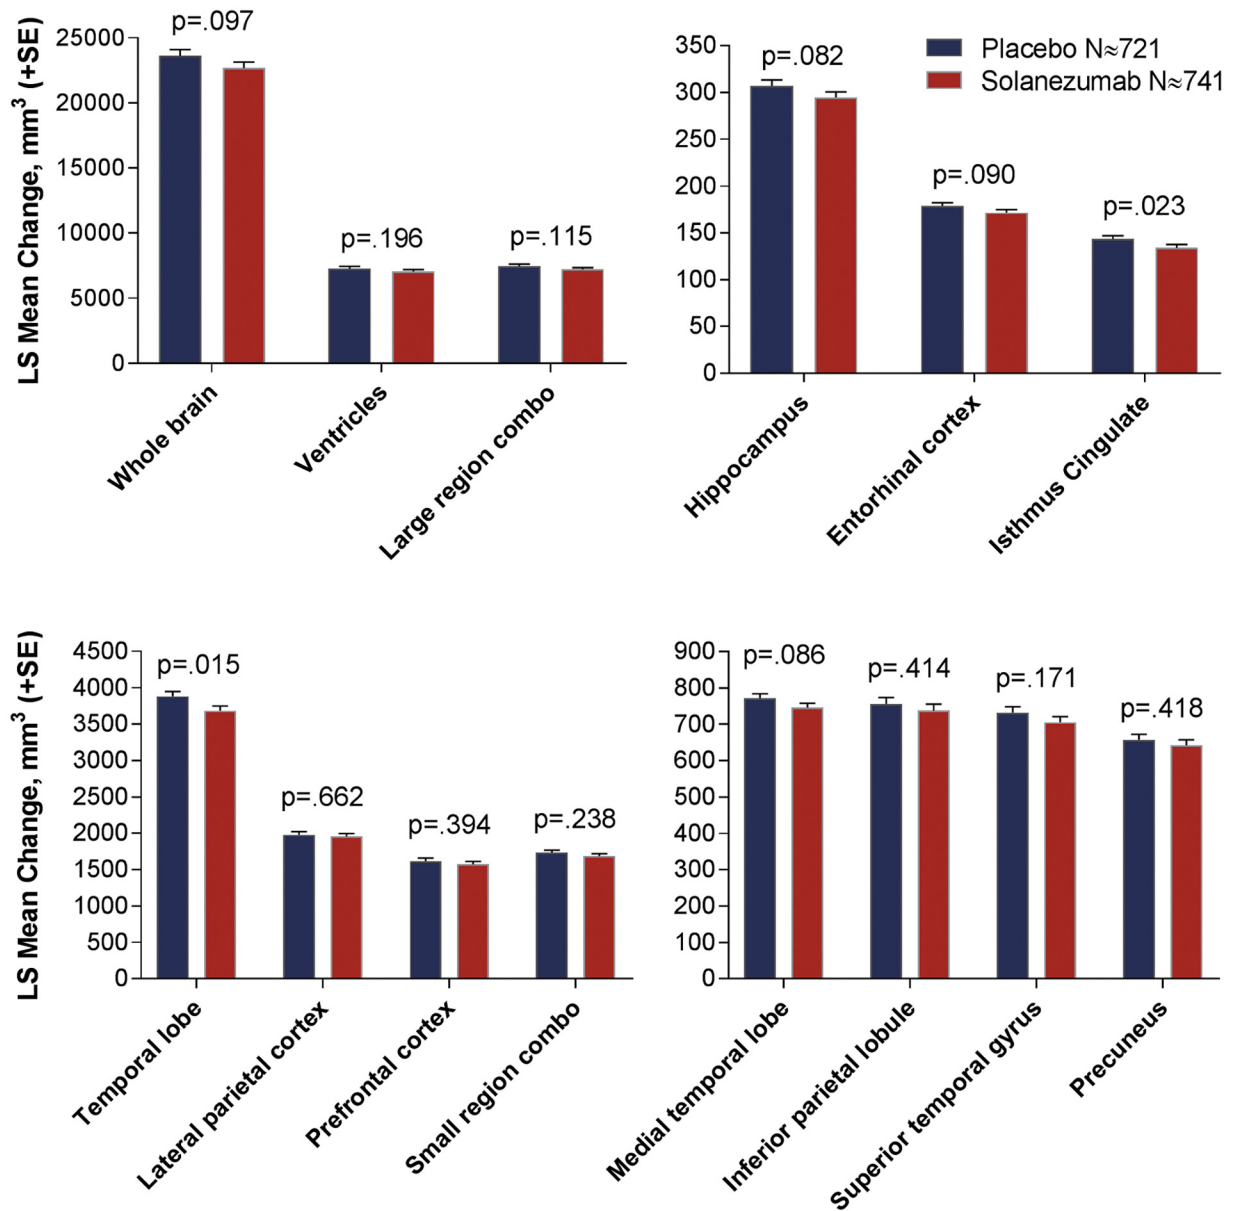 p=.097
25000
20000
15000
10000
5000
0
LS Mean Change, mm³ (+SE)
p=.196
p=.115
Whole brain
Ventricles
Large region combo
Placebo N≈721
Solanezumab N≈741
350
300
250
200
150
100
50
0
p=.082
p=.090
p=.023
Hippocampus
Entorhinal cortex
Isthmus Cingulate
LS Mean Change, mm³ (+SE)
4500
4000
3500
3000
2500
2000
1500
1000
500
0
p=.015
p=.662
p=.394
p=.238
Temporal lobe
Lateral parietal cortex
Prefrontal cortex
Small region combo
900
800
700
600
500
400
300
200
100
0
p=.086
p=.414
p=.171
p=.418
Medial temporal lobe
Inferior parietal lobule
Superior temporal gyrus
Precuneus